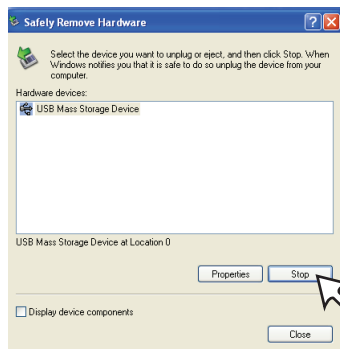 Safely Remove Hardware
Select the device you want to unplug or eject, and then click Stop. When
Windows notifies you that it is safe to do so unplug the device from your
computer.
Hardware devices:
USB Mass Storage Device
USB Mass Storage Device at Location 0
Properties Stop
Display device components
Close